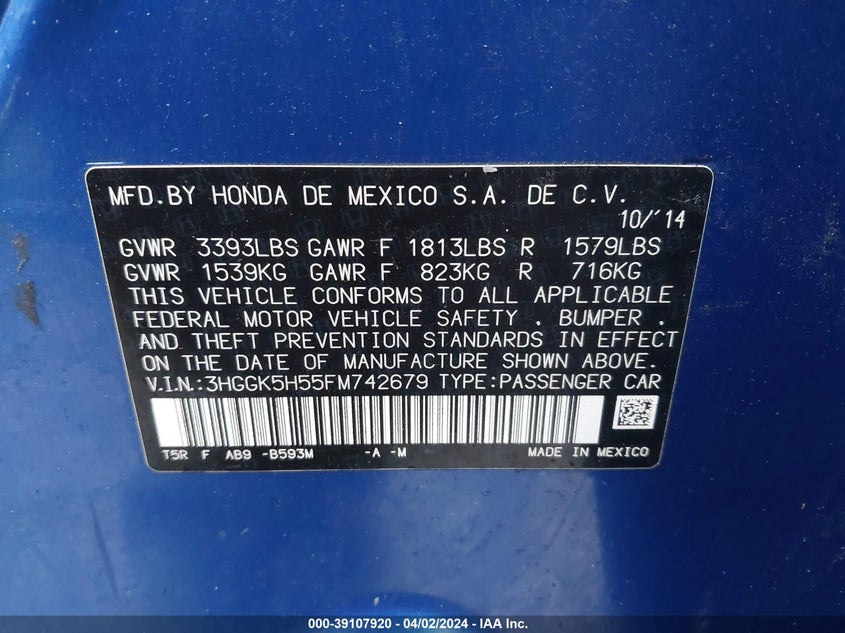 MFD.BY HONDA DE MEXICO S.A. DE C.V.
10/'14
GVWR 3393LBS GAWR F 1813LBS R 1579LBS
GVWR 1539KG GAWR F 823KG R 716KG
THIS VEHICLE CONFORMS TO ALL APPLICABLE
FEDERAL MOTOR VEHICLE SAFETY . BUMPER .
AND THEFT PREVENTION STANDARDS IN EFFECT
ON THE DATE OF MANUFACTURE SHOWN ABOVE.
V.I.N.:3HGGK5H55FM742679 TYPE:PASSENGER CAR
T5R F AB9 -B593M -A -M MADE IN MEXICO
000-39107920 - 04/02/2024 - IAA Inc.